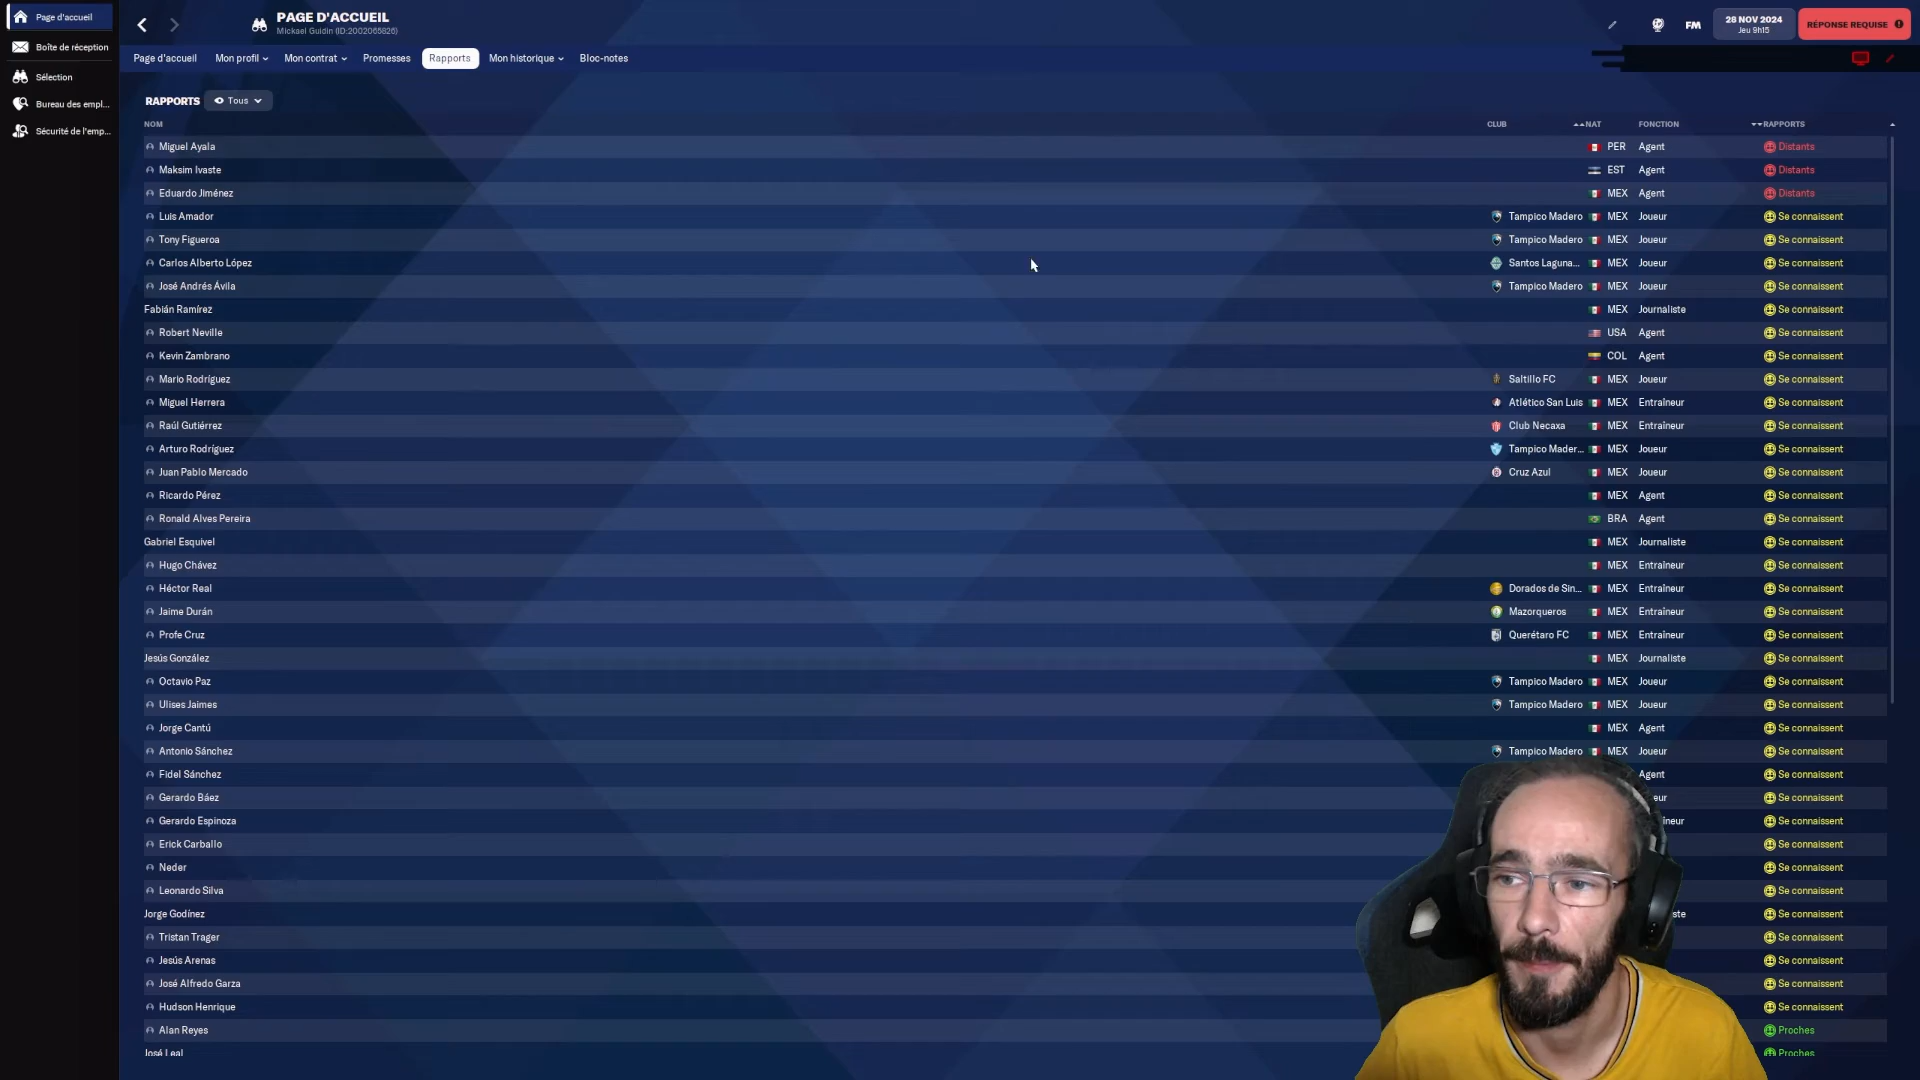 Page d'accueil
Boîte de réception
Sélection
Bureau des empl...
Sécurité de l'emp...
PAGE D'ACCUEIL
Mickael Guidin (ID:2002065826)
FM
28 NOV 2024
Jeu 9h15
RÉPONSE REQUISE
Page d'accueil Mon profil Mon contrat Promesses Rapports Mon historique Bloc-notes
RAPPORTS Tous
NOM CLUB NAT FONCTION RAPPORTS
Miguel Ayala PER Agent Distants
Maksim Ivaste EST Agent Distants
Eduardo Jiménez MEX Agent Distants
Luis Amador Tampico Madero MEX Joueur Se connaissent
Tony Figueroa Tampico Madero MEX Joueur Se connaissent
Carlos Alberto López Santos Laguna... MEX Joueur Se connaissent
José Andrés Ávila Tampico Madero MEX Joueur Se connaissent
Fabián Ramírez MEX Journaliste Se connaissent
Robert Neville USA Agent Se connaissent
Kevin Zambrano COL Agent Se connaissent
Mario Rodríguez Saltillo FC MEX Joueur Se connaissent
Miguel Herrera Atlético San Luis MEX Entraîneur Se connaissent
Raúl Gutiérrez Club Necaxa MEX Entraîneur Se connaissent
Arturo Rodríguez Tampico Mader... MEX Joueur Se connaissent
Juan Pablo Mercado Cruz Azul MEX Joueur Se connaissent
Ricardo Pérez MEX Agent Se connaissent
Ronald Alves Pereira BRA Agent Se connaissent
Gabriel Esquivel MEX Journaliste Se connaissent
Hugo Chávez MEX Entraîneur Se connaissent
Héctor Real Dorados de Sin... MEX Entraîneur Se connaissent
Jaime Durán Mazorqueros MEX Entraîneur Se connaissent
Profe Cruz Querétaro FC MEX Entraîneur Se connaissent
Jesús González MEX Journaliste Se connaissent
Octavio Paz Tampico Madero MEX Joueur Se connaissent
Ulises Jaimes Tampico Madero MEX Joueur Se connaissent
Jorge Cantú MEX Agent Se connaissent
Antonio Sánchez Tampico Madero MEX Joueur Se connaissent
Fidel Sánchez Agent Se connaissent
Gerardo Báez eur Se connaissent
Gerardo Espinoza ineur Se connaissent
Erick Carballo Se connaissent
Neder Se connaissent
Leonardo Silva Se connaissent
Jorge Godínez ste Se connaissent
Tristan Trager Se connaissent
Jesús Arenas Se connaissent
José Alfredo Garza Se connaissent
Hudson Henrique Se connaissent
Alan Reyes Proches
José Leal Proches